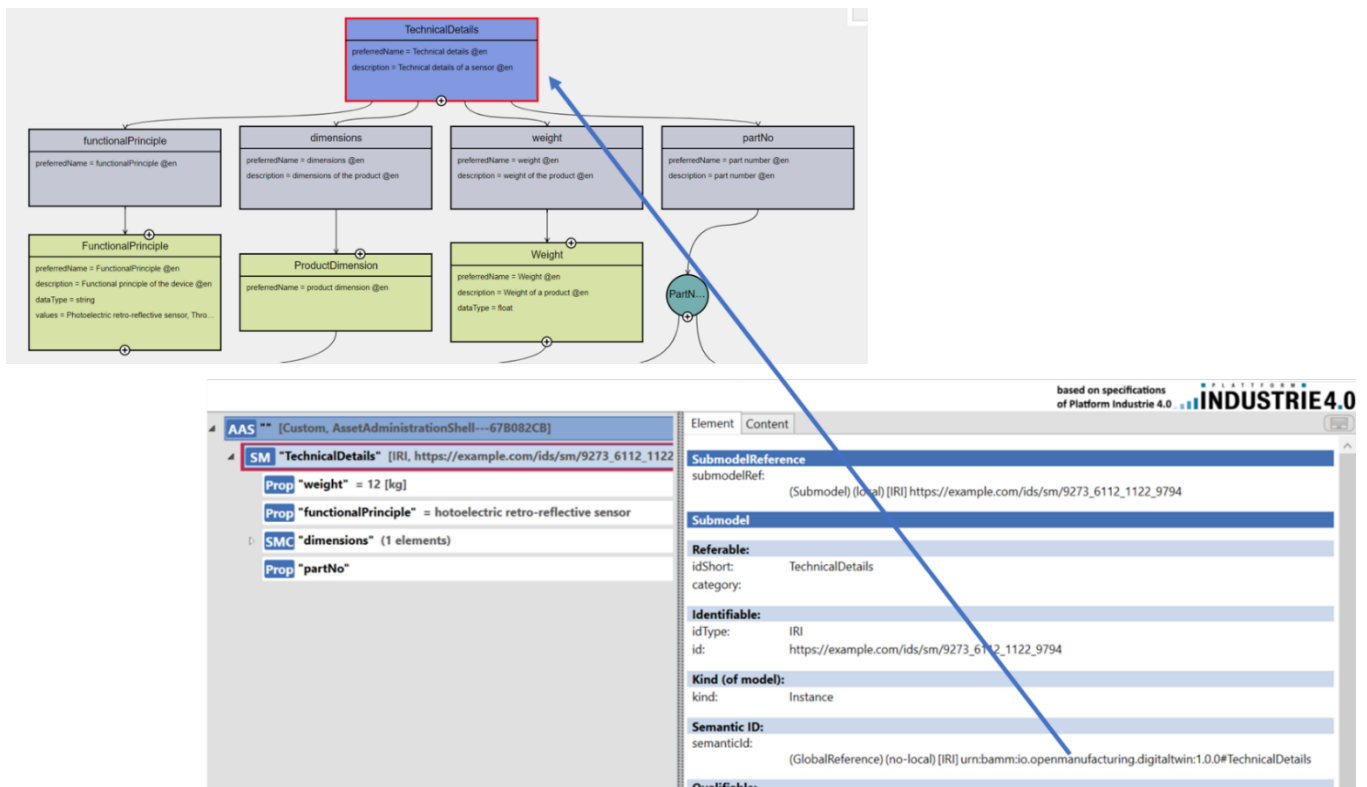 TechnicalDetails
preferredName = Technical details @en
description = Technical details of a sensor @en
functionalPrinciple
preferredName = functionalPrinciple @en
dimensions
preferredName = dimensions @en
description = dimensions of the product @en
weight
preferredName = weight @en
description = weight of the product @en
partNo
preferredName = part number @en
description = part number @en
FunctionalPrinciple
preferredName = FunctionalPrinciple @en
description = Functional principle of the device @en
dataType = string
values = Photoelectric retro-reflective sensor, Thro...
ProductDimension
preferredName = product dimension @en
Weight
preferredName = Weight @en
description = Weight of a product @en
dataType = float
PartN...
based on specifications
of Platform Industrie 4.0
PLATTFORM
INDUSTRIE4.0
AAS "" [Custom, AssetAdministrationShell---67B082CB]
SM "TechnicalDetails" [IRI, https://example.com/ids/sm/9273_6112_1122
Prop "weight" = 12 [kg]
Prop "functionalPrinciple" = hotoelectric retro-reflective sensor
SMC "dimensions" (1 elements)
Prop "partNo"
Element Content
SubmodelReference
submodelRef:
(Submodel) (local) [IRI] https://example.com/ids/sm/9273_6112_1122_9794
Submodel
Referable:
idShort: TechnicalDetails
category:
Identifiable:
idType: IRI
id: https://example.com/ids/sm/9273_6112_1122_9794
Kind (of model):
kind: Instance
Semantic ID:
semanticId:
(GlobalReference) (no-local) [IRI] urn:bamm:io.openmanufacturing.digitaltwin:1.0.0#TechnicalDetails
Qualifiable: